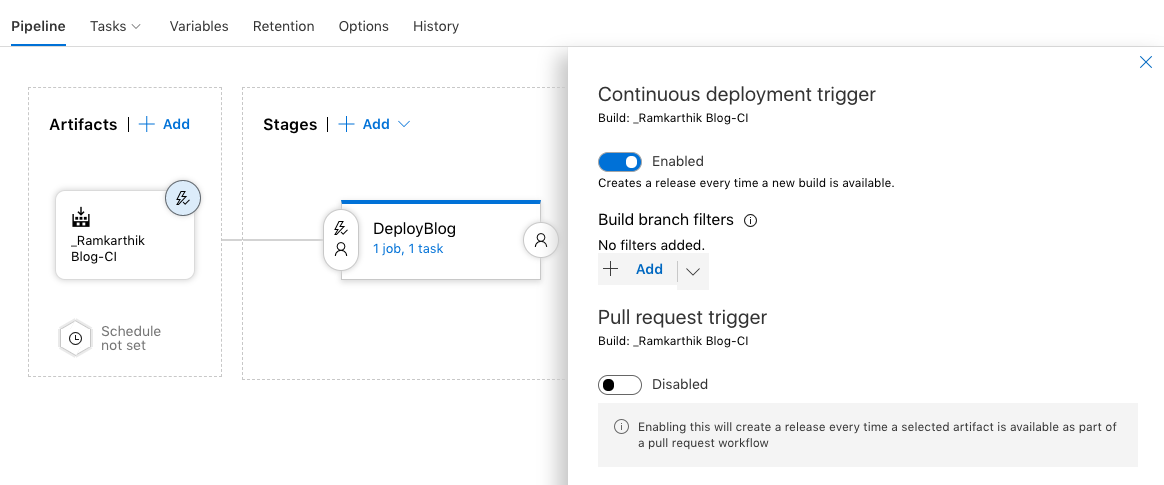 Pipeline Tasks Variables Retention Options History
Artifacts | Add
Stages | Add
_Ramkarthik
Blog-CI
DeployBlog
1 job, 1 task
Schedule
not set
Continuous deployment trigger
Build: _Ramkarthik Blog-CI
Enabled
Creates a release every time a new build is available.
Build branch filters
No filters added.
Add
Pull request trigger
Build: _Ramkarthik Blog-CI
Disabled
Enabling this will create a release every time a selected artifact is available as part of
a pull request workflow